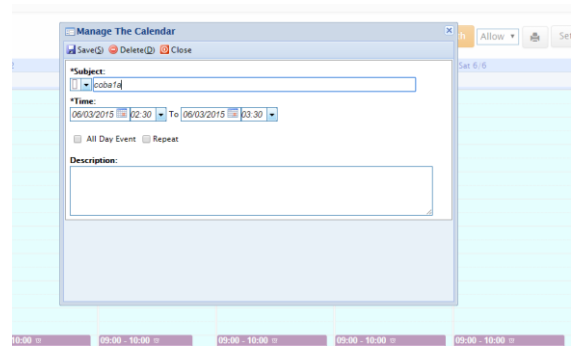 Manage The Calendar
Allow
Set
Save(S) Delete(D) Close
Sat 6/6
*Subject:
coba1a
*Time:
06/03/2015 02:30 To 06/03/2015 03:30
All Day Event Repeat
Description:
10:00 09:00 - 10:00 09:00 - 10:00 09:00 - 10:00 09:00 - 10:00